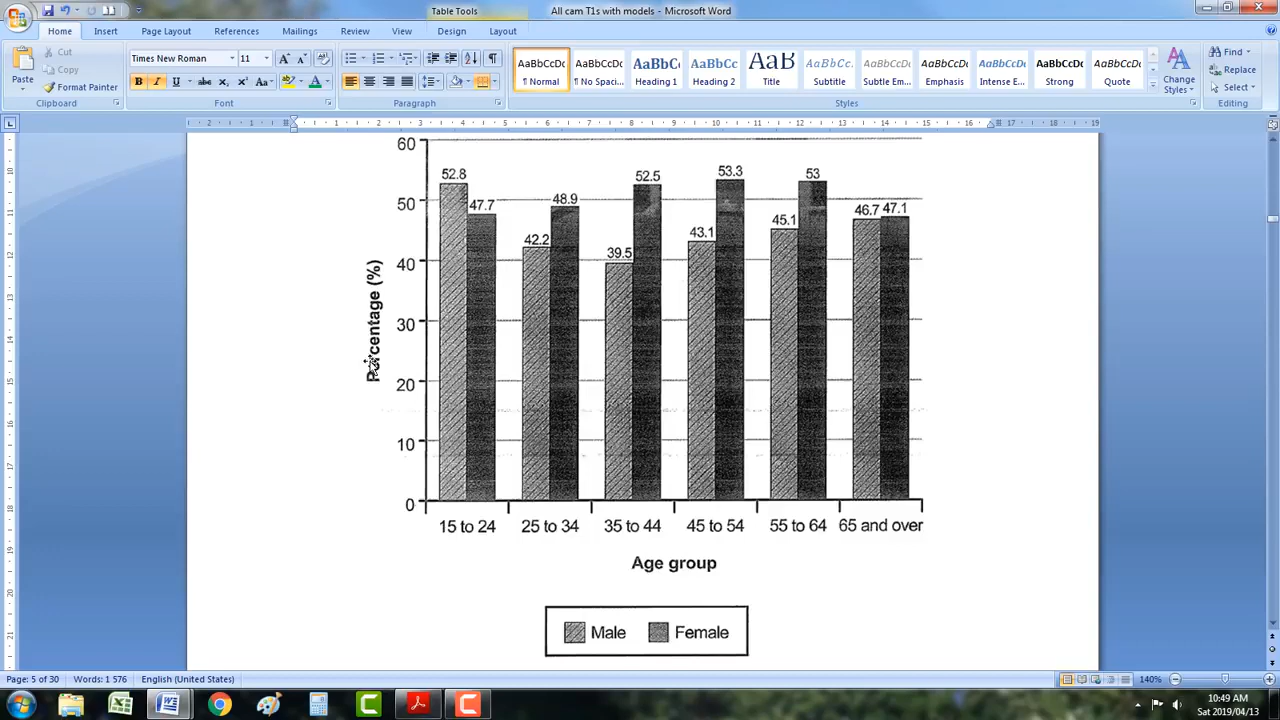 Table Tools
All cam T1s with models - Microsoft Word
Home Insert Page Layout References Mailings Review View Design Layout
Cut
Copy
Format Painter
Paste
Clipboard
Times New Roman 11
Font
Paragraph
AaBbCcDc AaBbCcDc AaBbCc AaBbCc AaB AaBbCc. AaBbCcDc AaBbCcDc AaBbCcDc AaBbCcDc AaBbCcDc
¶ Normal ¶ No Spaci... Heading 1 Heading 2 Title Subtitle Subtle Em... Emphasis Intense E... Strong Quote
Styles
Change Styles
Find
Replace
Select
Editing
60
50
40
30
20
10
0
Percentage (%)
52.8 47.7 42.2 48.9 39.5 52.5 43.1 53.3 45.1 53 46.7 47.1
15 to 24 25 to 34 35 to 44 45 to 54 55 to 64 65 and over
Age group
Male Female
Page: 5 of 30 Words: 1 576 English (United States) 140%
10:49 AM
Sat 2019/04/13